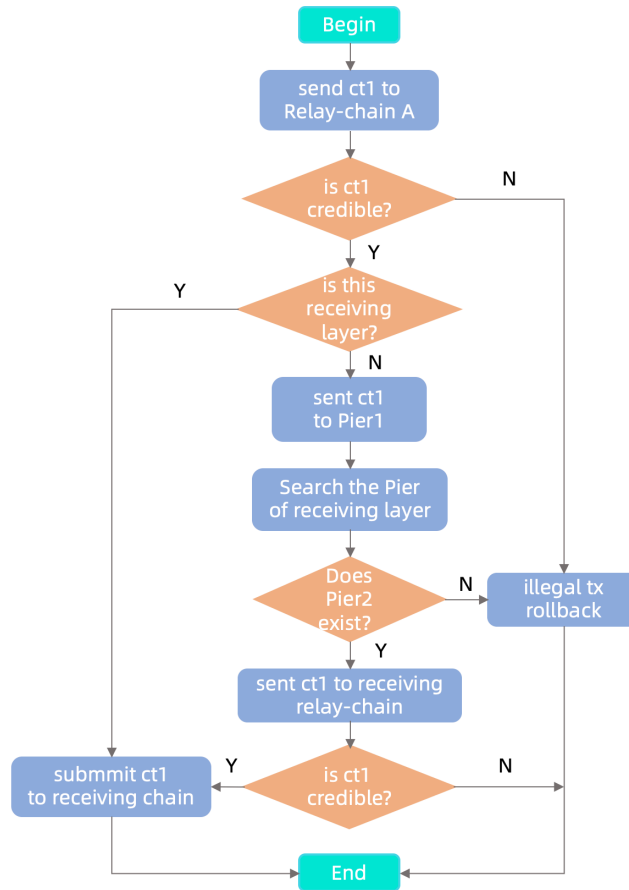 Begin
send ct1 to
Relay-chain A
is ct1
credible?
N
Y
is this
receiving
layer?
Y
N
sent ct1
to Pier1
Search the Pier
of receiving layer
Does
Pier2
exist?
N
illegal tx
rollback
Y
sent ct1 to receiving
relay-chain
is ct1
credible?
Y
N
submmit ct1
to receiving chain
End